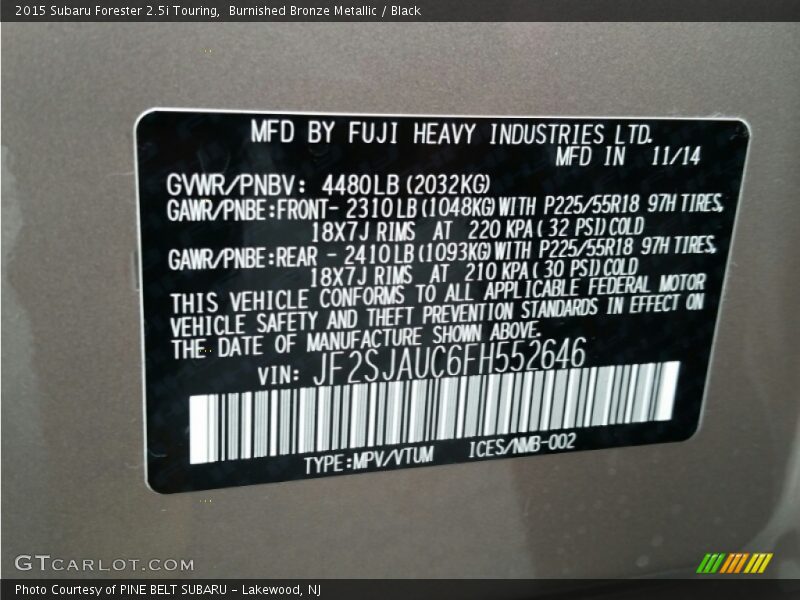 2015 Subaru Forester 2.5i Touring,  Burnished Bronze Metallic / Black
MFD BY FUJI HEAVY INDUSTRIES LTD.
MFD IN 11/14
GVWR/PNBV: 4480LB (2032KG)
GAWR/PNBE:FRONT- 2310LB (1048KG) WITH P225/55R18 97H TIRES,
18X7J RIMS AT 220 KPA ( 32 PSI) COLD
GAWR/PNBE:REAR - 2410LB (1093KG) WITH P225/55R18 97H TIRES,
18X7J RIMS AT 210 KPA ( 30 PSI) COLD
THIS VEHICLE CONFORMS TO ALL APPLICABLE FEDERAL MOTOR
VEHICLE SAFETY AND THEFT PREVENTION STANDARDS IN EFFECT ON
THE DATE OF MANUFACTURE SHOWN ABOVE.
VIN: JF2SJAUC6FH552646
TYPE:MPV/VTUM ICES/NMB-002
GTCARLOT.COM
Photo Courtesy of PINE BELT SUBARU - Lakewood, NJ